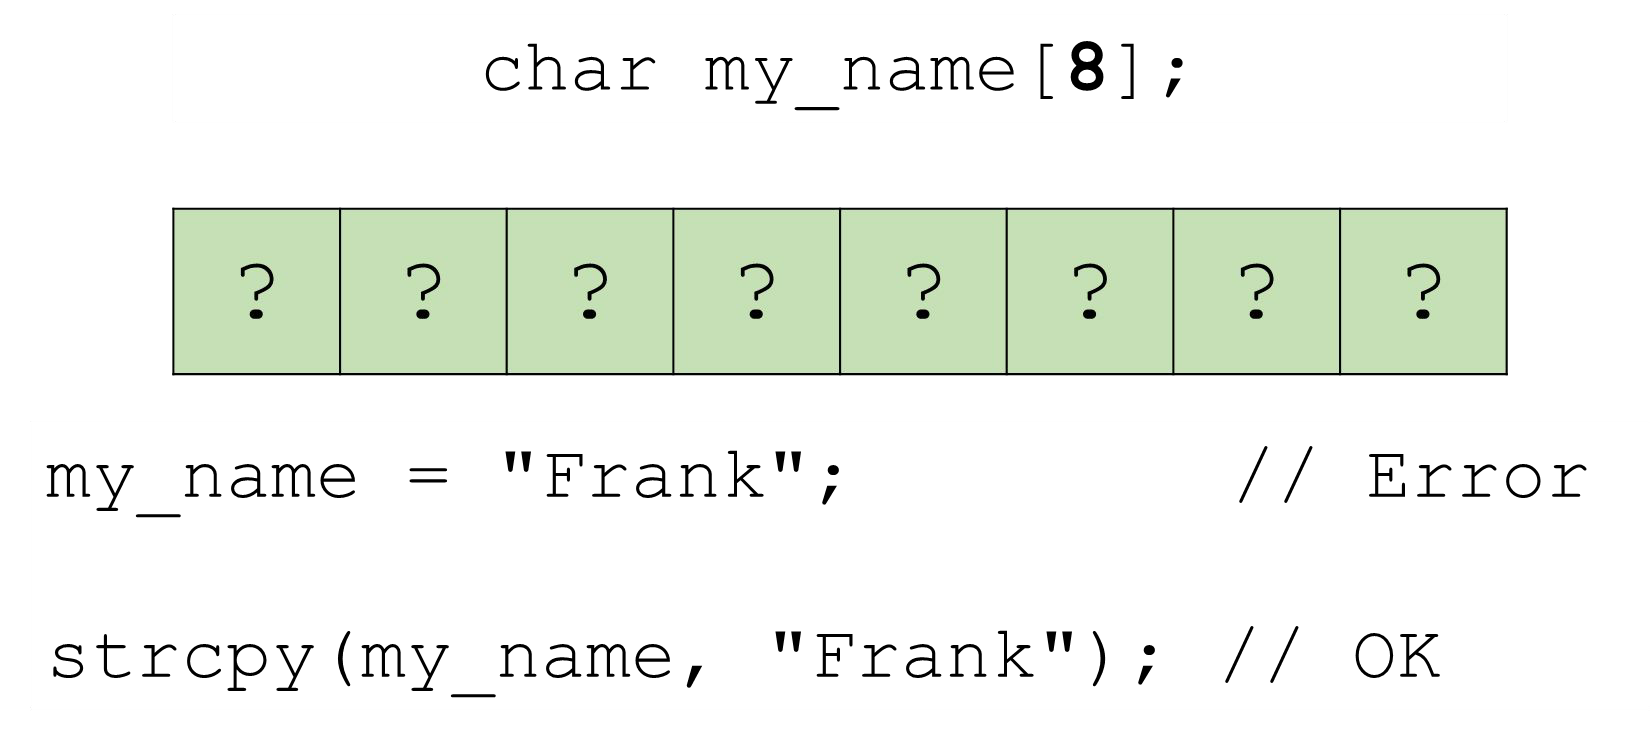 char my_name[8];
? ? ? ? ? ? ? ?
my_name = "Frank"; // Error
strcpy(my_name, "Frank"); // OK